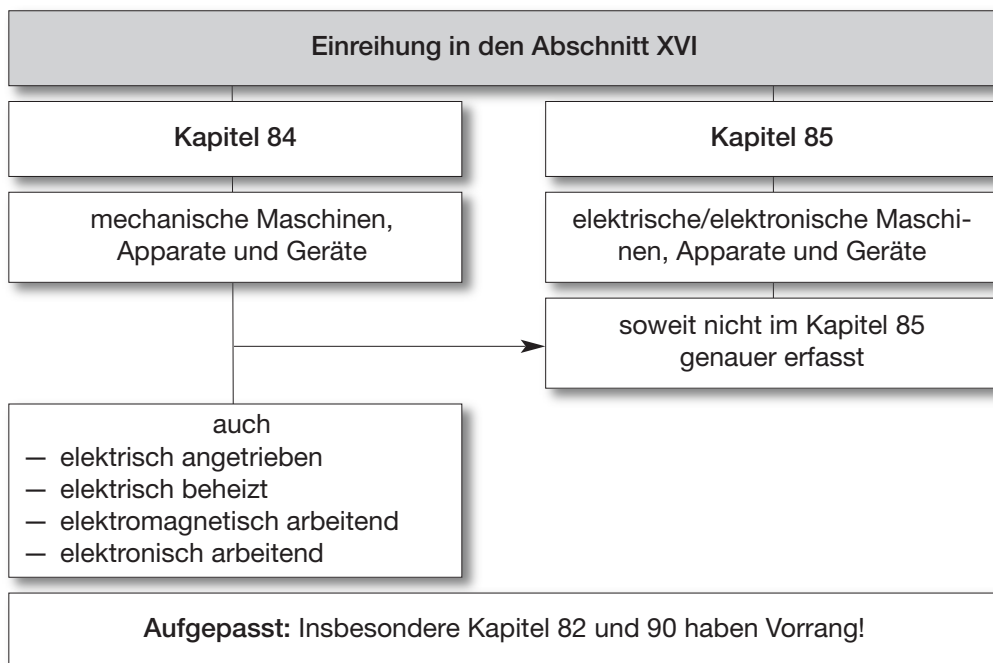 Einreihung in den Abschnitt XVI
Kapitel 84
mechanische Maschinen,
Apparate und Geräte
Kapitel 85
elektrische/elektronische Maschi-
nen, Apparate und Geräte
soweit nicht im Kapitel 85
genauer erfasst
auch
— elektrisch angetrieben
— elektrisch beheizt
— elektromagnetisch arbeitend
— elektronisch arbeitend
Aufgepasst: Insbesondere Kapitel 82 und 90 haben Vorrang!